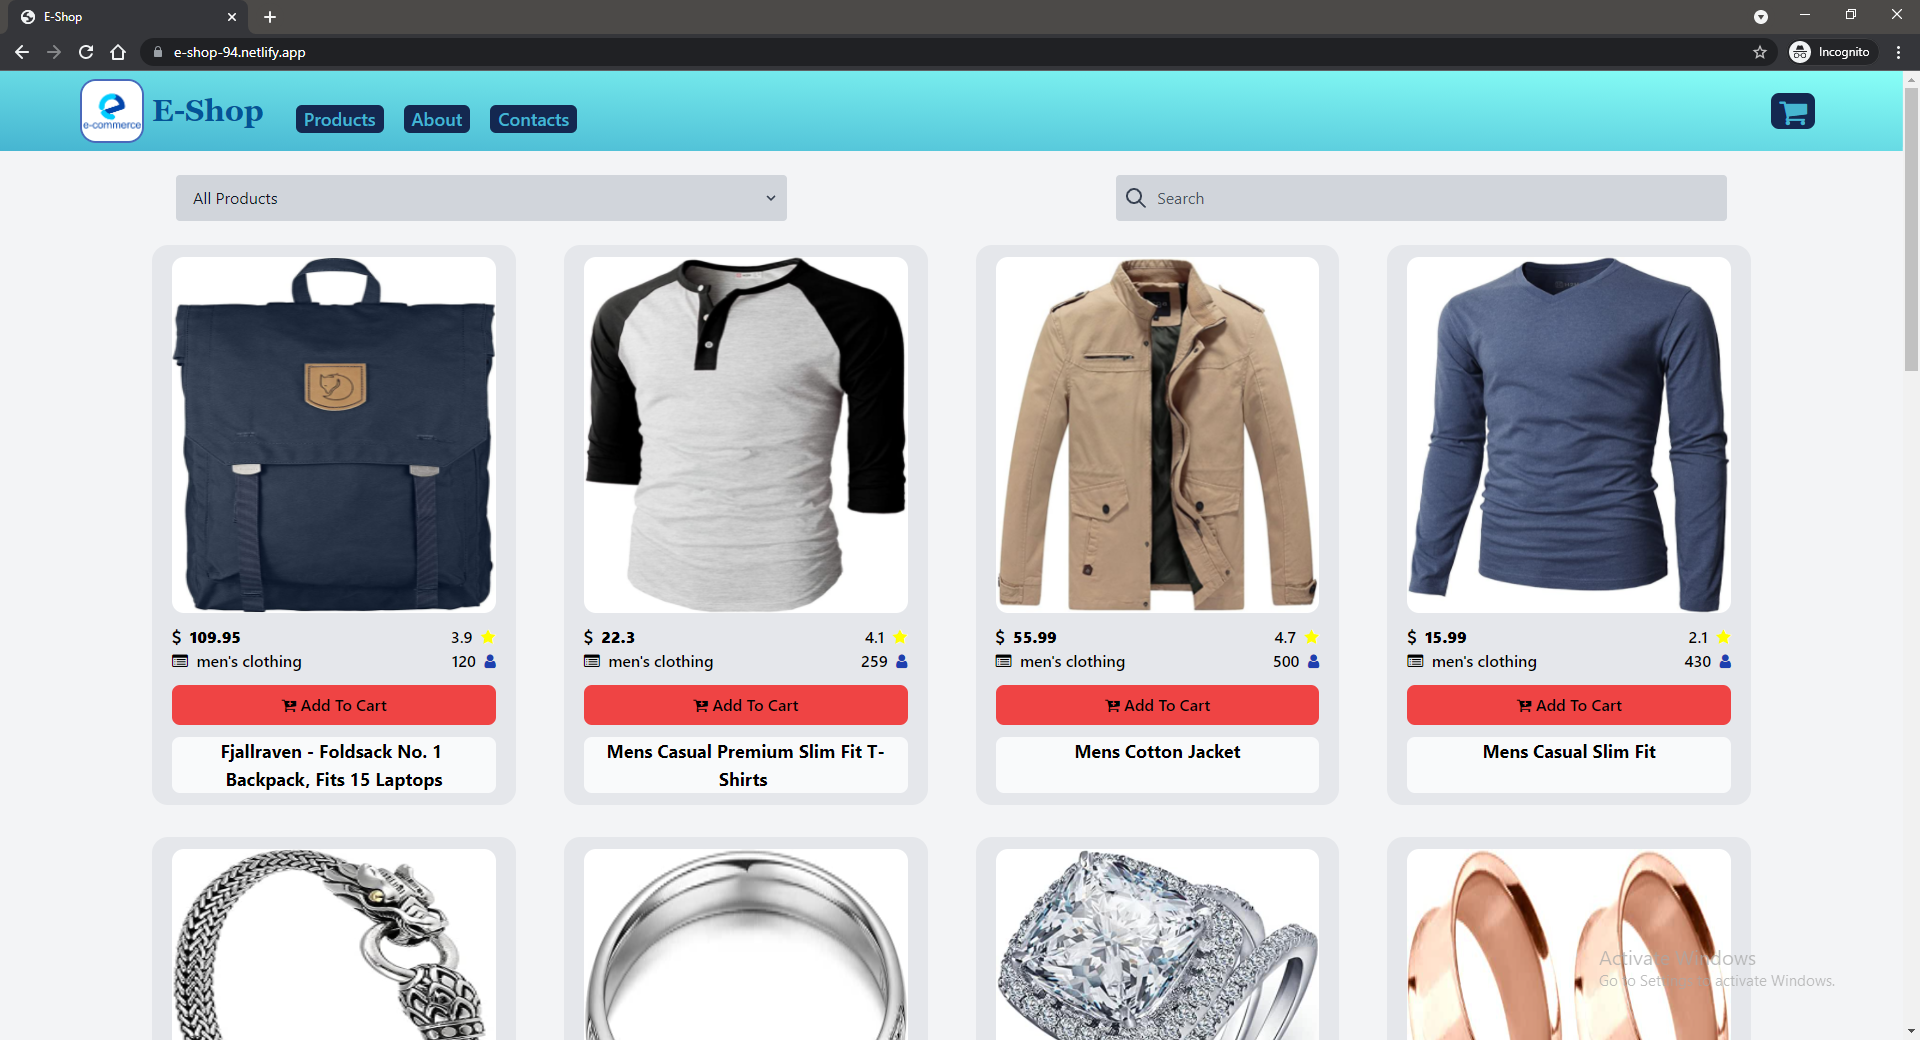 E-Shop
e-shop-94.netlify.app
Incognito
e-commerce
E-Shop
Products
About
Contacts
All Products
Search
$ 109.95
3.9
men's clothing
120
Add To Cart
Fjallraven - Foldsack No. 1
Backpack, Fits 15 Laptops
$ 22.3
4.1
men's clothing
259
Add To Cart
Mens Casual Premium Slim Fit T-
Shirts
$ 55.99
4.7
men's clothing
500
Add To Cart
Mens Cotton Jacket
$ 15.99
2.1
men's clothing
430
Add To Cart
Mens Casual Slim Fit
Activate Windows
Go to Settings to activate Windows.